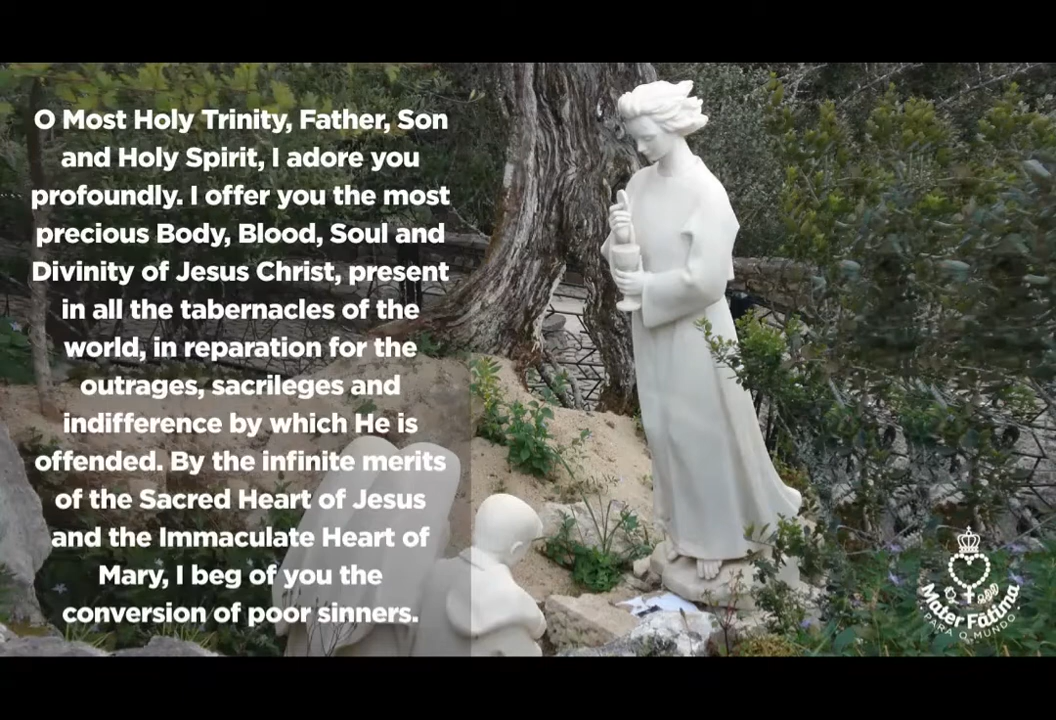 O Most Holy Trinity, Father, Son
and Holy Spirit, I adore you
profoundly. I offer you the most
precious Body, Blood, Soul and
Divinity of Jesus Christ, present
in all the tabernacles of the
world, in reparation for the
outrages, sacrileges and
indifference by which He is
offended. By the infinite merits
of the Sacred Heart of Jesus
and the Immaculate Heart of
Mary, I beg of you the
conversion of poor sinners.
Mater Fátima
PARA O MUNDO